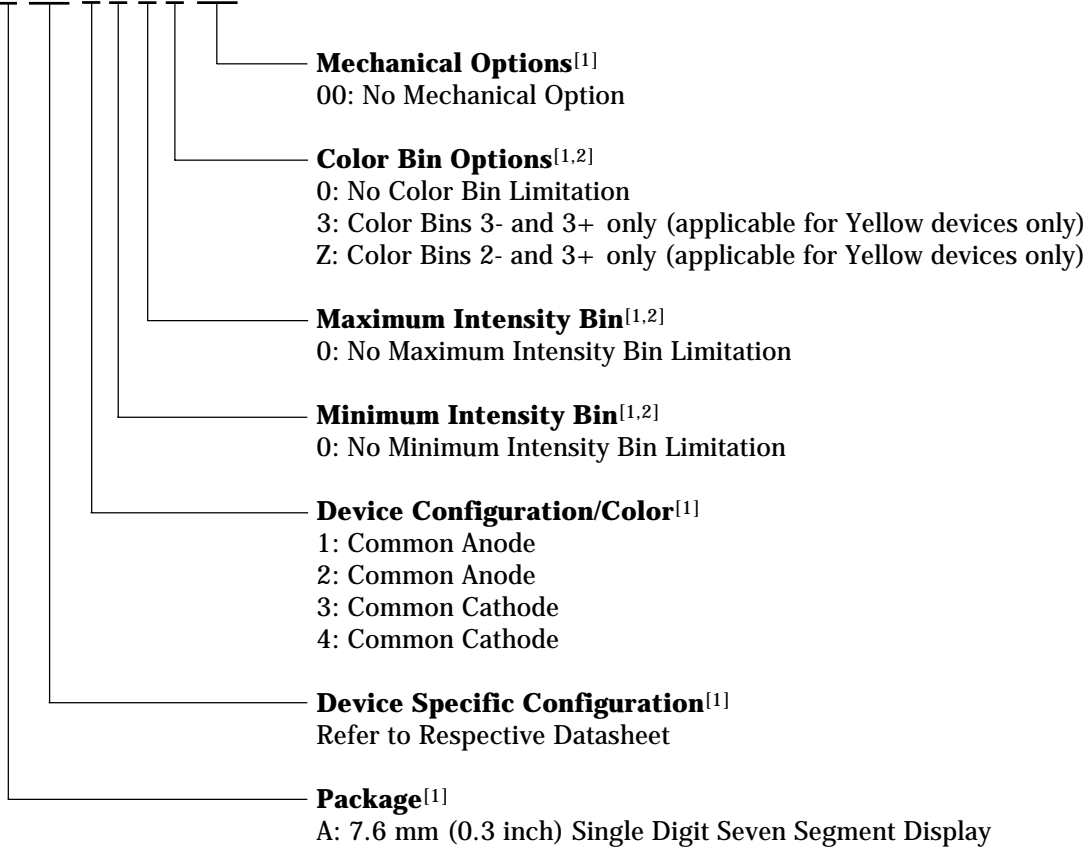 Mechanical Options[1]
00: No Mechanical Option
Color Bin Options[1,2]
0: No Color Bin Limitation
3: Color Bins 3- and 3+ only (applicable for Yellow devices only)
Z: Color Bins 2- and 3+ only (applicable for Yellow devices only)
Maximum Intensity Bin[1,2]
0: No Maximum Intensity Bin Limitation
Minimum Intensity Bin[1,2]
0: No Minimum Intensity Bin Limitation
Device Configuration/Color[1]
1: Common Anode
2: Common Anode
3: Common Cathode
4: Common Cathode
Device Specific Configuration[1]
Refer to Respective Datasheet
Package[1]
A: 7.6 mm (0.3 inch) Single Digit Seven Segment Display